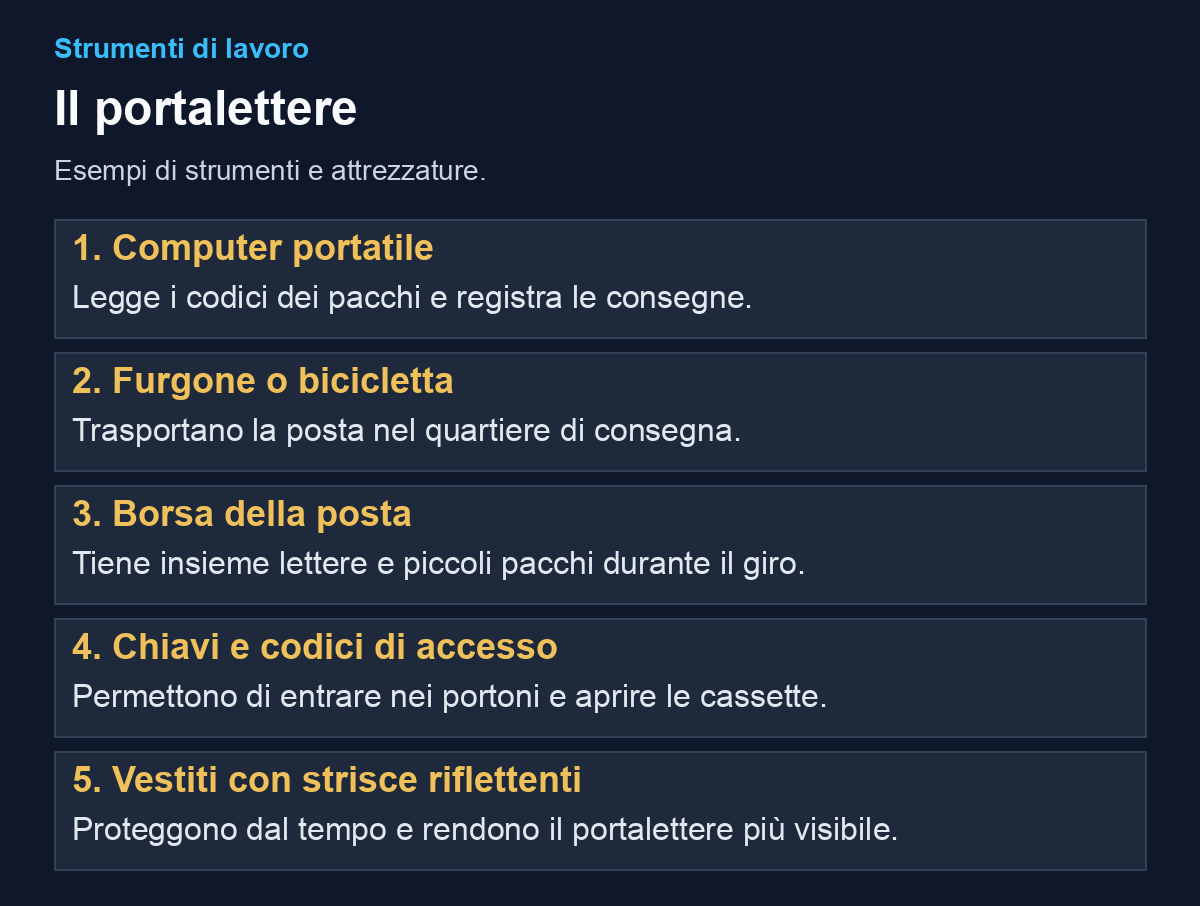 Strumenti di lavoro
Il portalettere
Esempi di strumenti e attrezzature.
1. Computer portatile
Legge i codici dei pacchi e registra le consegne.
2. Furgone o bicicletta
Trasportano la posta nel quartiere di consegna.
3. Borsa della posta
Tiene insieme lettere e piccoli pacchi durante il giro.
4. Chiavi e codici di accesso
Permettono di entrare nei portoni e aprire le cassette.
5. Vestiti con strisce riflettenti
Proteggono dal tempo e rendono il portalettere più visibile.